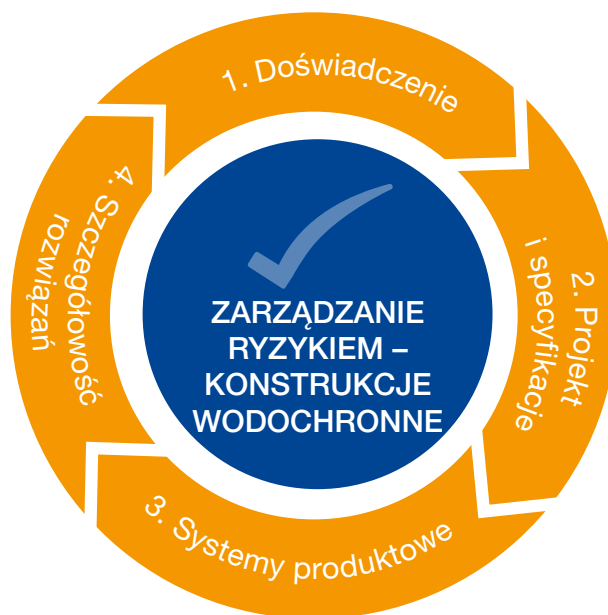 1. Doświadczenie
2. Projekt
i specyfikacje
3. Systemy produktowe
4. Szczegółowość
rozwiązań
ZARZĄDZANIE
RYZYKIEM –
KONSTRUKCJE
WODOCHRONNE